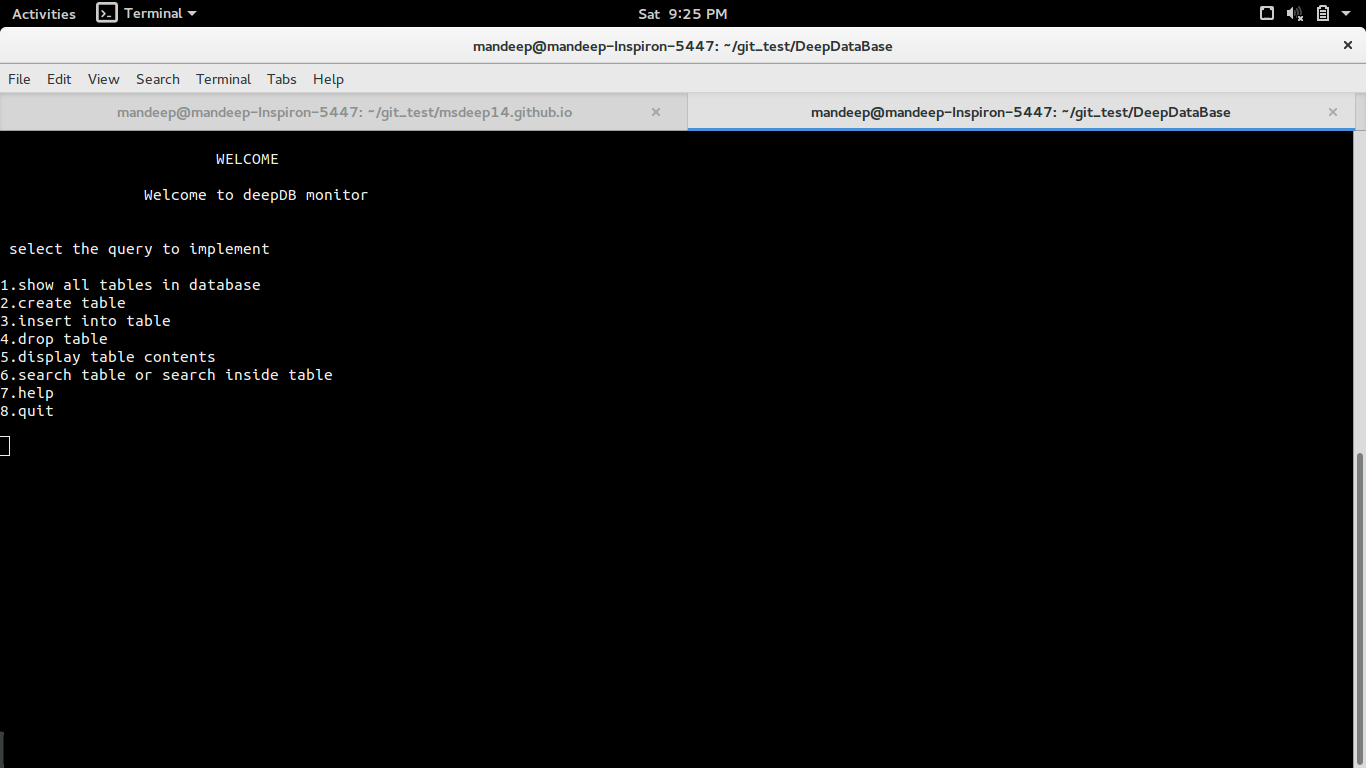 Activities Terminal Sat 9:25 PM
mandeep@mandeep-Inspiron-5447: ~/git_test/DeepDataBase
File Edit View Search Terminal Tabs Help
mandeep@mandeep-Inspiron-5447: ~/git_test/msdeep14.github.io mandeep@mandeep-Inspiron-5447: ~/git_test/DeepDataBase
WELCOME
Welcome to deepDB monitor
select the query to implement
1.show all tables in database
2.create table
3.insert into table
4.drop table
5.display table contents
6.search table or search inside table
7.help
8.quit